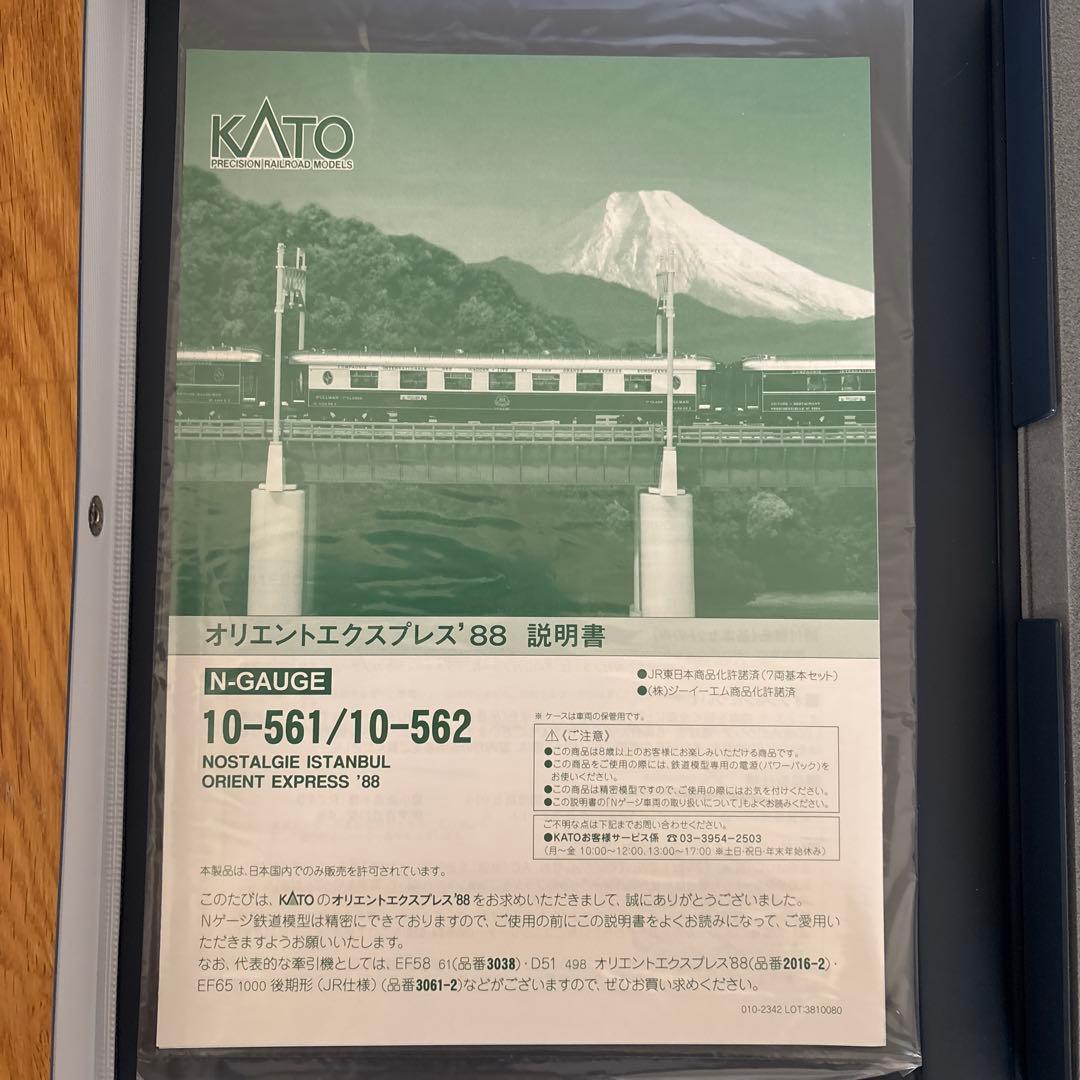 KATO
PRECISION RAILROAD MODELS
オリエントエクスプレス'88 説明書
N-GAUGE
10-561/10-562
NOSTALGIE ISTANBUL
ORIENT EXPRESS '88
●JR東日本商品化許諾済(7両基本セット)
●(株)ジーイーエム商品化許諾済
※ ケースは車両の保管用です。
⚠《ご注意》
●この商品は8歳以上のお客様にお楽しみいただける商品です。
●この商品をご使用の際には、鉄道模型専用の電源(パワーパック)を
お使いください。
●この商品は精密模型ですので、ご使用の際にはお気を付けください。
●この説明書の「Nゲージ車両の取り扱いについて」もよくお読みください。
ご不明な点は下記までお問い合わせください。
●KATOお客様サービス係 ☎03-3954-2503
(月〜金 10:00〜12:00、13:00〜17:00 ※土日・祝日・年末年始休み)
本製品は、日本国内でのみ販売を許可されています。
このたびは、KATOのオリエントエクスプレス'88をお求めいただきまして、誠にありがとうございました。
Nゲージ鉄道模型は精密にできておりますので、ご使用の前にこの説明書をよくお読みになって、ご愛用い
ただきますようお願いいたします。
なお、代表的な牽引機としては、EF58 61(品番3038)・D51 498 オリエントエクスプレス'88(品番2016-2)・
EF65 1000 後期形(JR仕様)(品番3061-2)などがございますので、ぜひお買い求めください。
010-2342 LOT:3810080